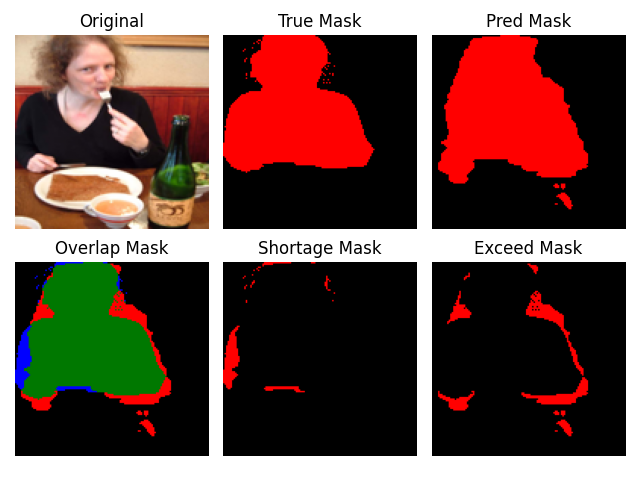 Original
True Mask
Pred Mask
Overlap Mask
Shortage Mask
Exceed Mask